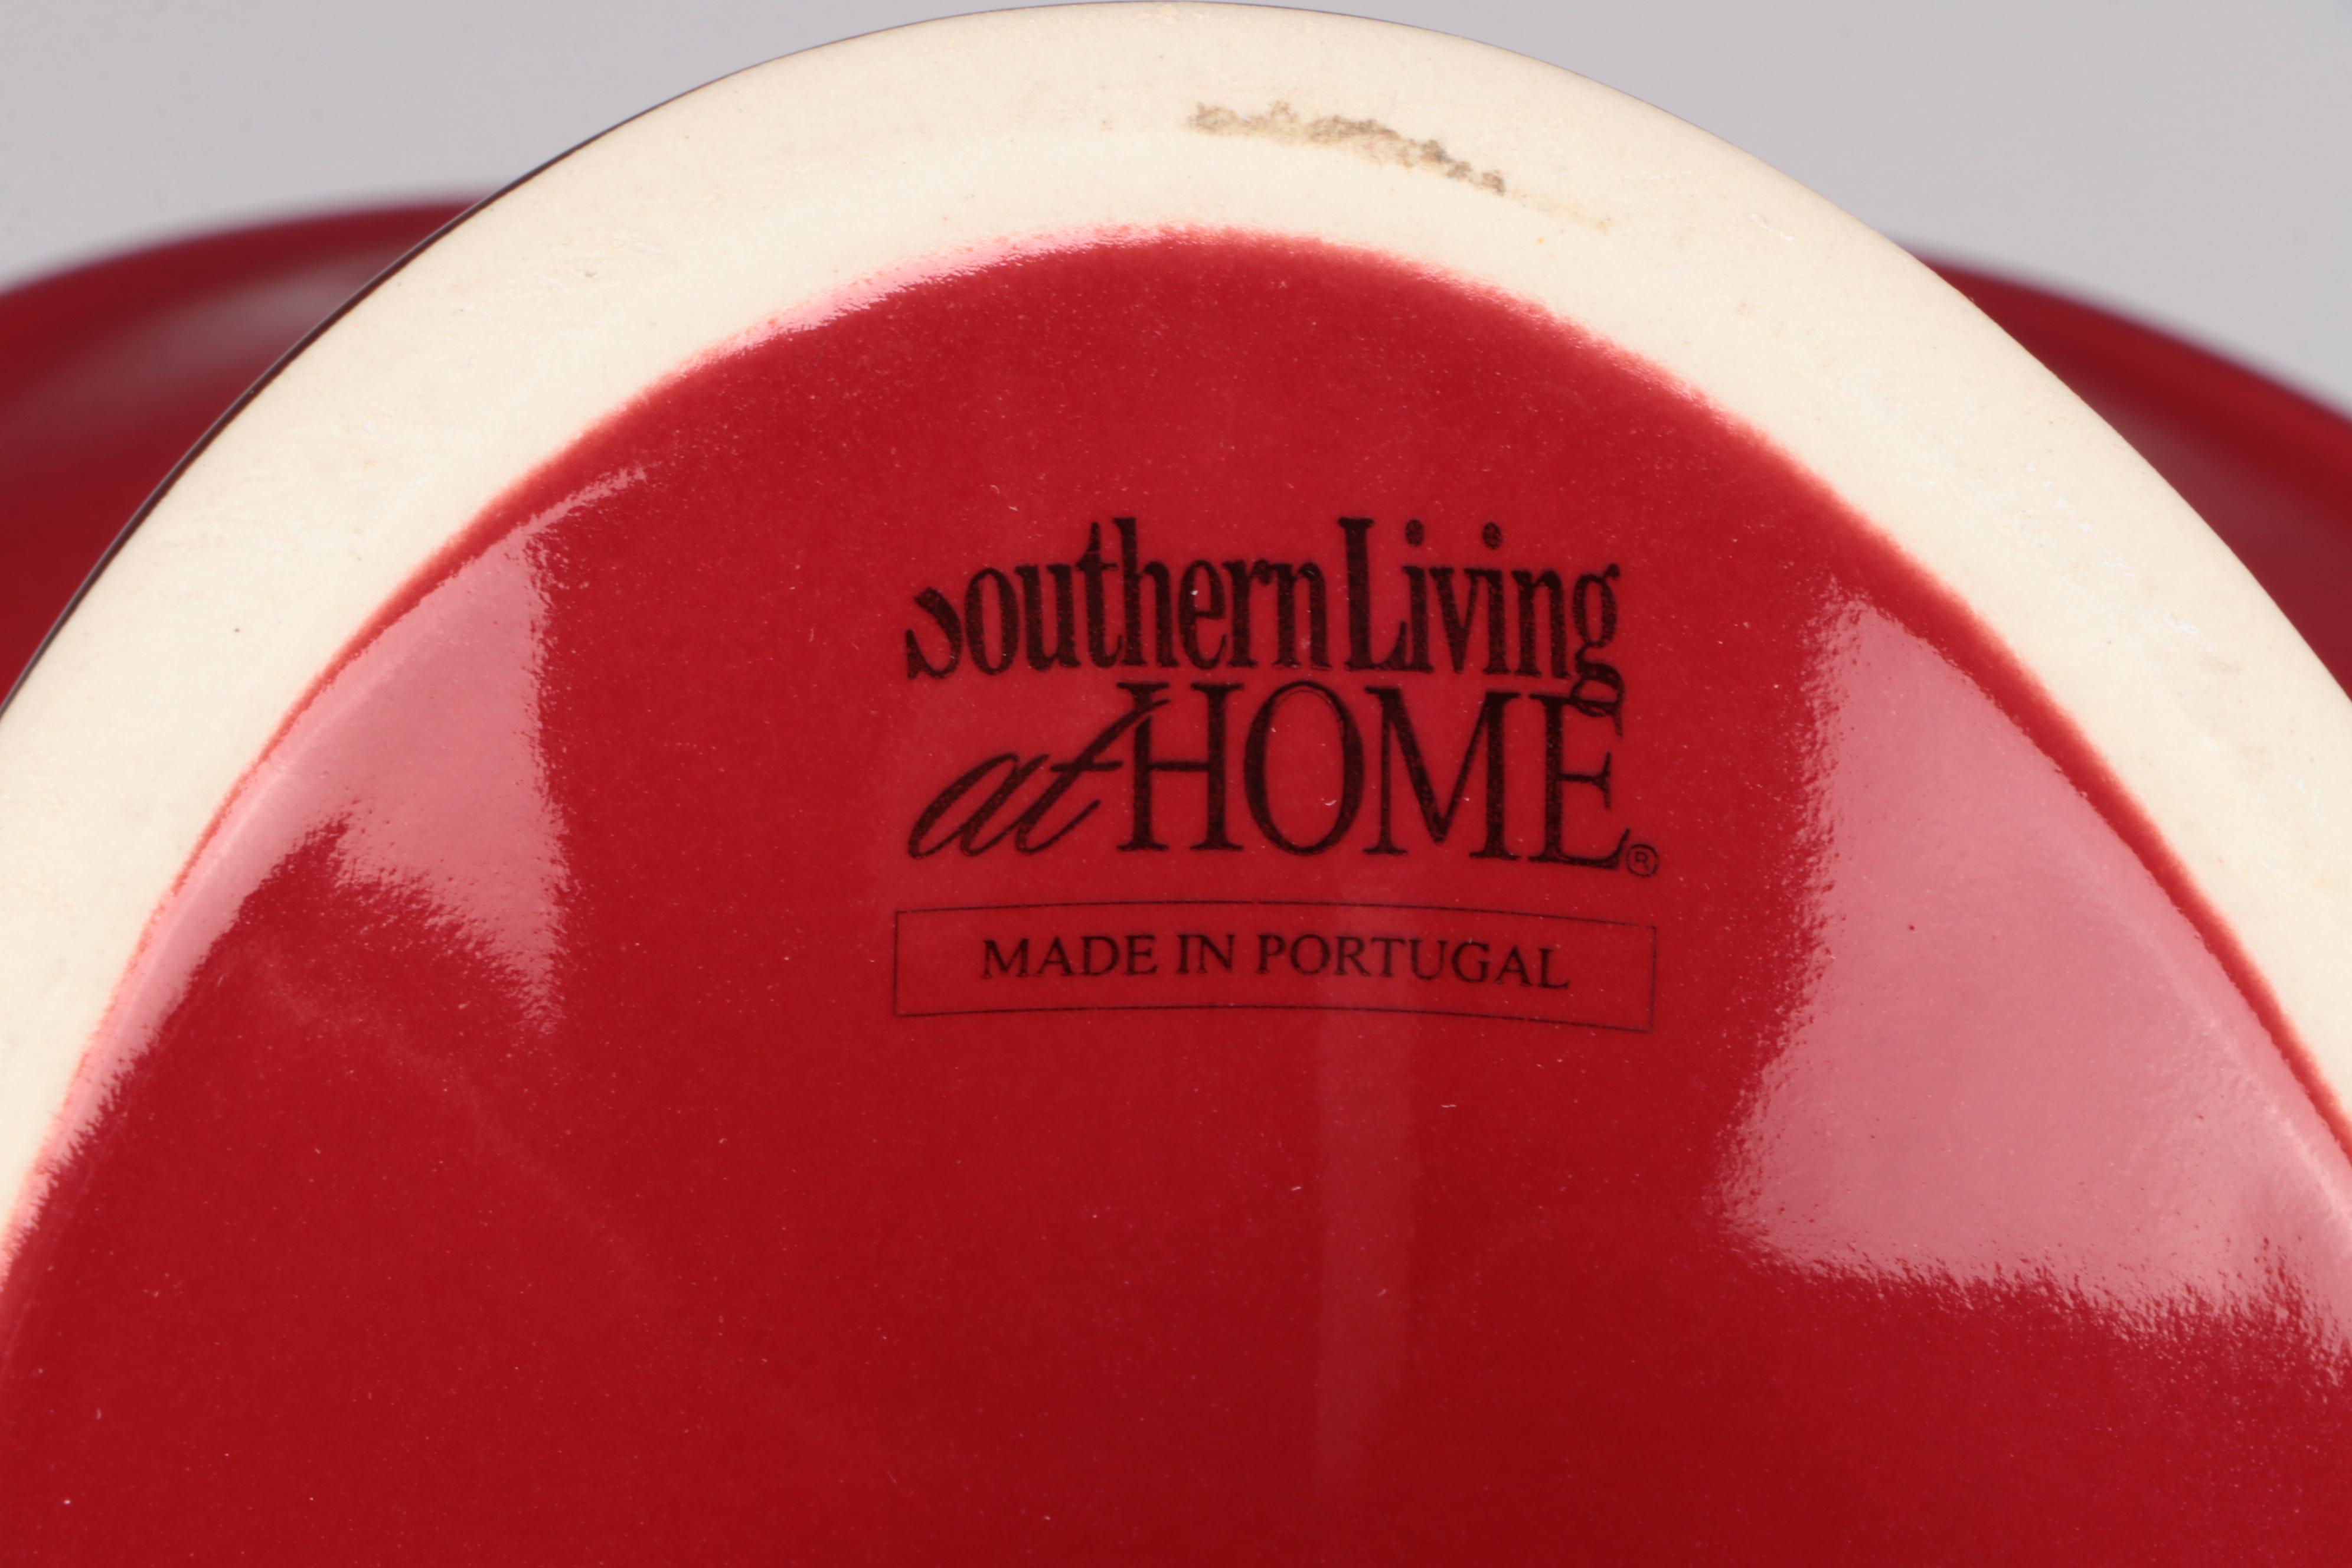 Southern Living
at HOME®
MADE IN PORTUGAL